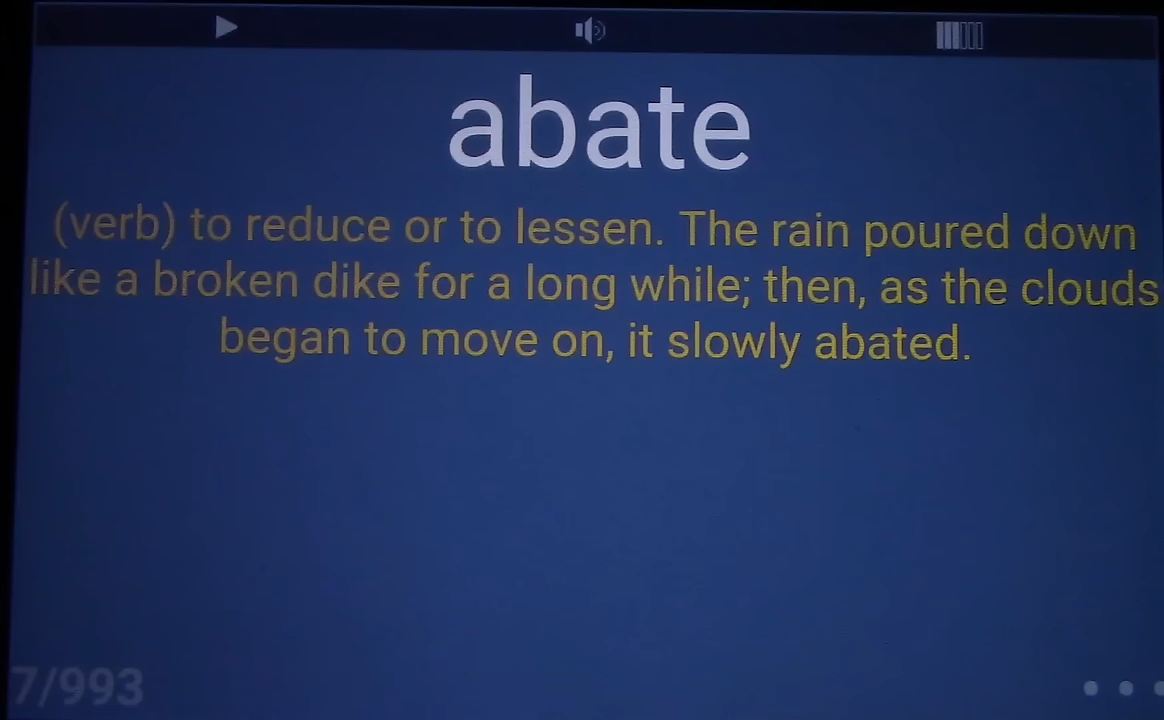 abate
(verb) to reduce or to lessen. The rain poured down
like a broken dike for a long while; then, as the clouds
began to move on, it slowly abated.
7/993